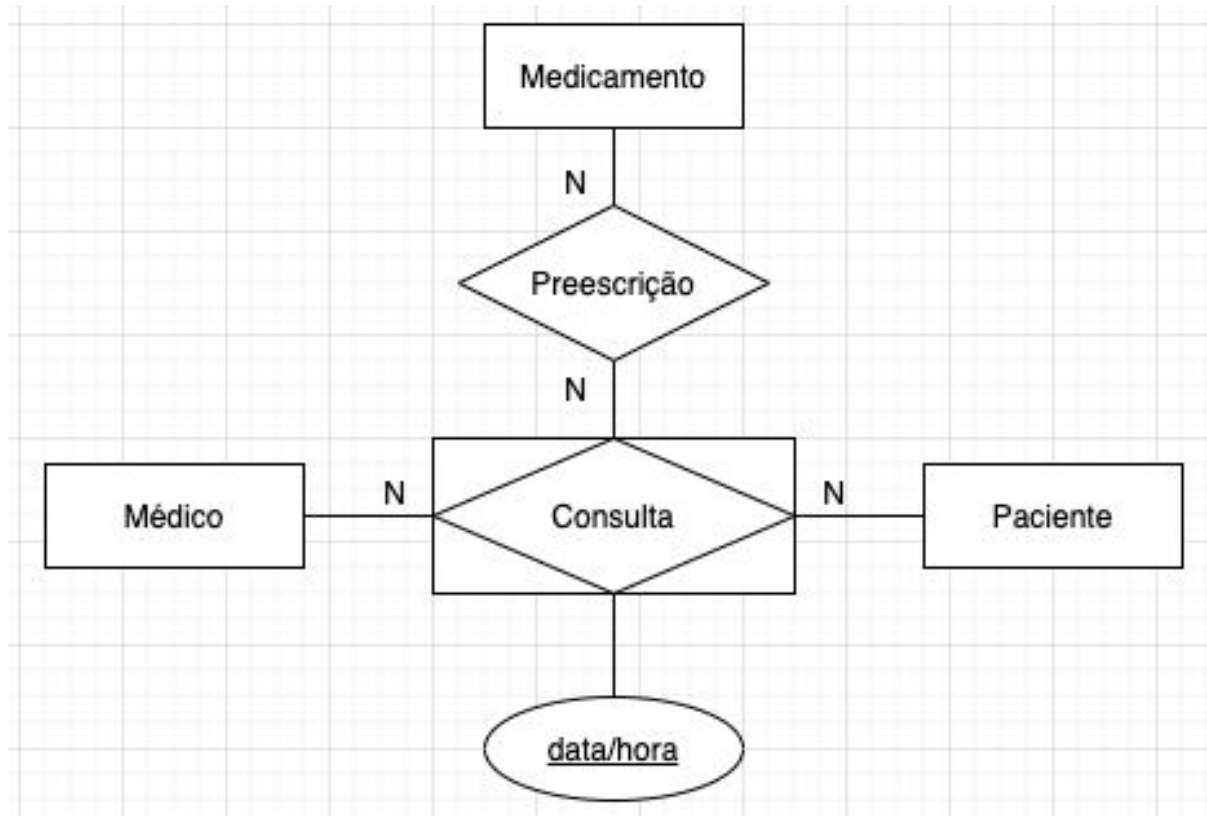 Medicamento
N
Preescrição
N
Médico
N
Consulta
N
Paciente
data/hora